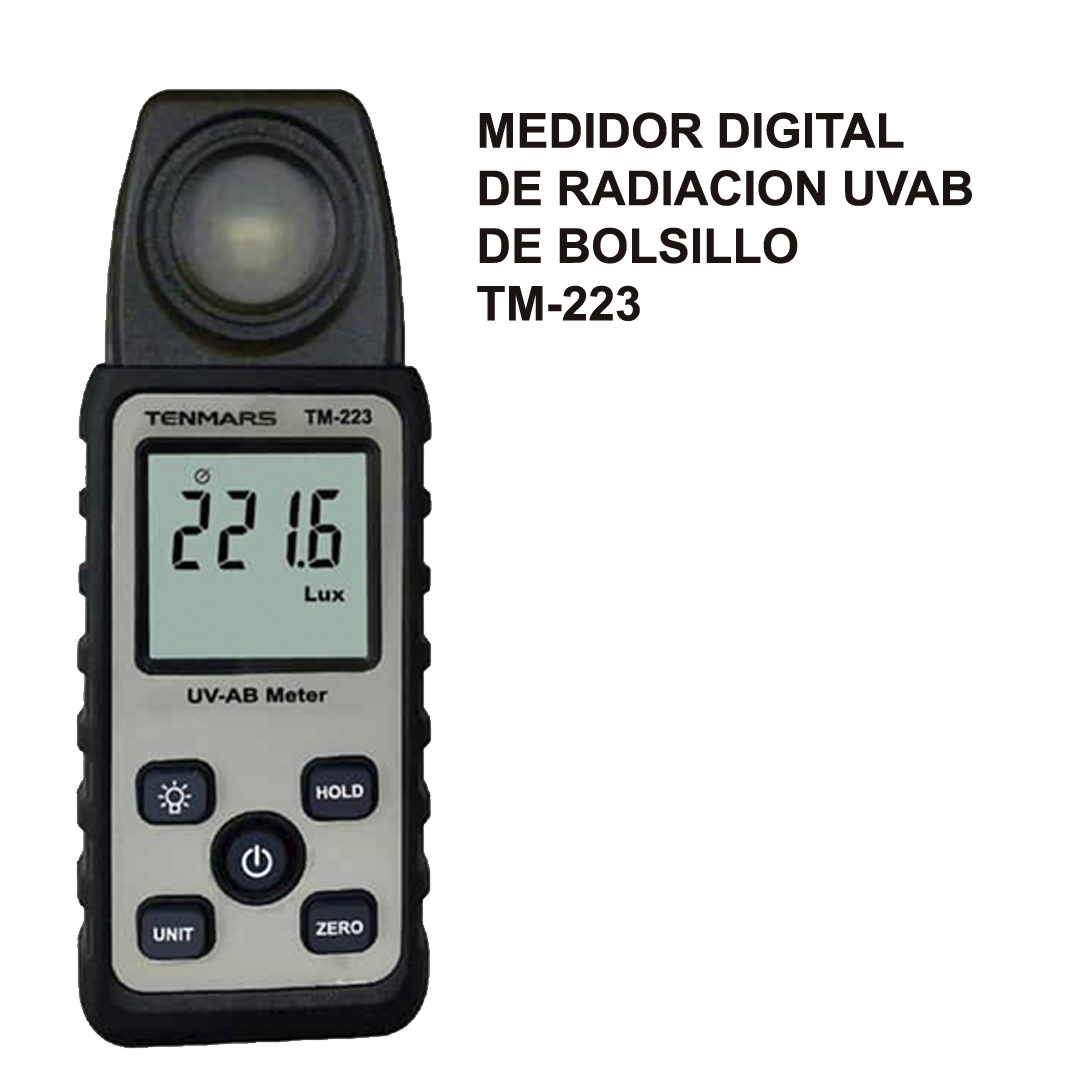 MEDIDOR DIGITAL
DE RADIACION UVAB
DE BOLSILLO
TM-223
TENMARS TM-223
221.6
Lux
UV-AB Meter
HOLD
UNIT
ZERO